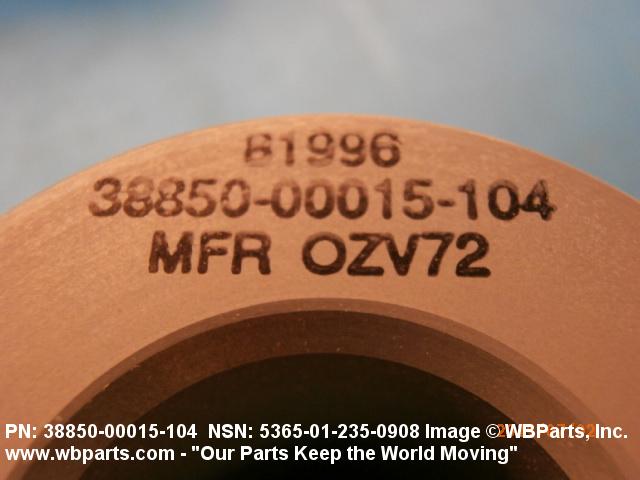 81996
38850-00015-104
MFR OZV72
PN: 38850-00015-104 NSN: 5365-01-235-0908 Image © WBParts, Inc.
www.wbparts.com - "Our Parts Keep the World Moving"